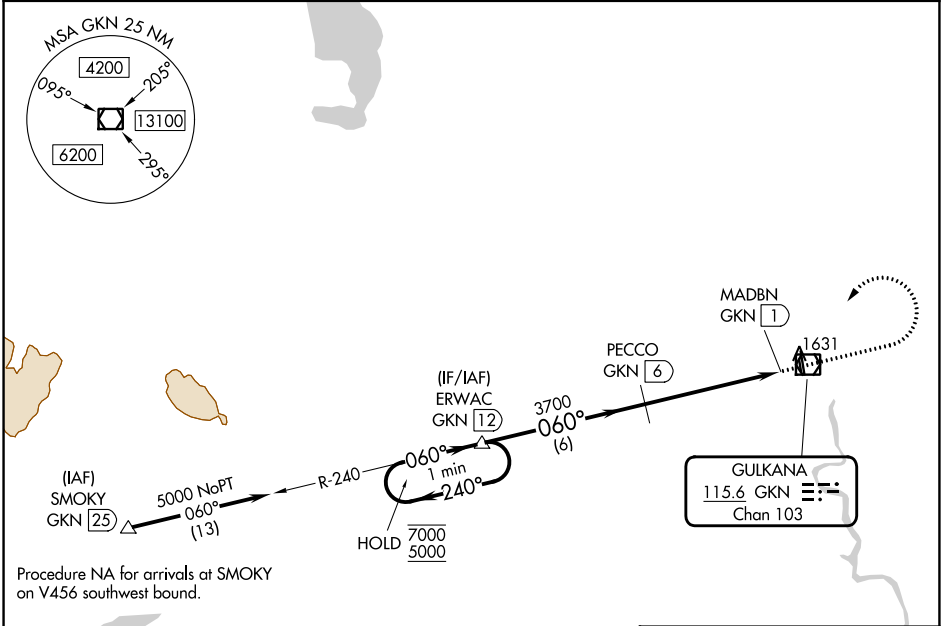 MSA GKN 25 NM
4200
095°
205°
13100
6200
295°
MADBN
GKN 1
1631
PECCO
GKN 6
(IF/IAF)
ERWAC
GKN 12
3700
060°
(6)
060°
1 min
240°
R-240
(IAF)
SMOKY
GKN 25
5000 NoPT
060°
(13)
HOLD 7000
5000
GULKANA
115.6 GKN
Chan 103
Procedure NA for arrivals at SMOKY
on V456 southwest bound.